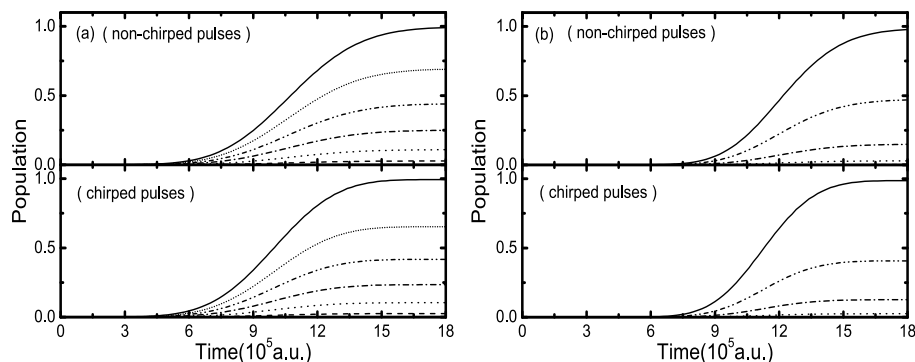 (a) ( non-chirped pulses )
(b) ( non-chirped pulses )
1.0
0.5
0.0
1.0
0.5
0.0
Population
( chirped pulses )
1.0
0.5
0.0
1.0
0.5
0.0
Population
( chirped pulses )
0 3 6 9 12 15 18
Time(10⁵a.u.)
0 3 6 9 12 15 18
Time(10⁵a.u.)